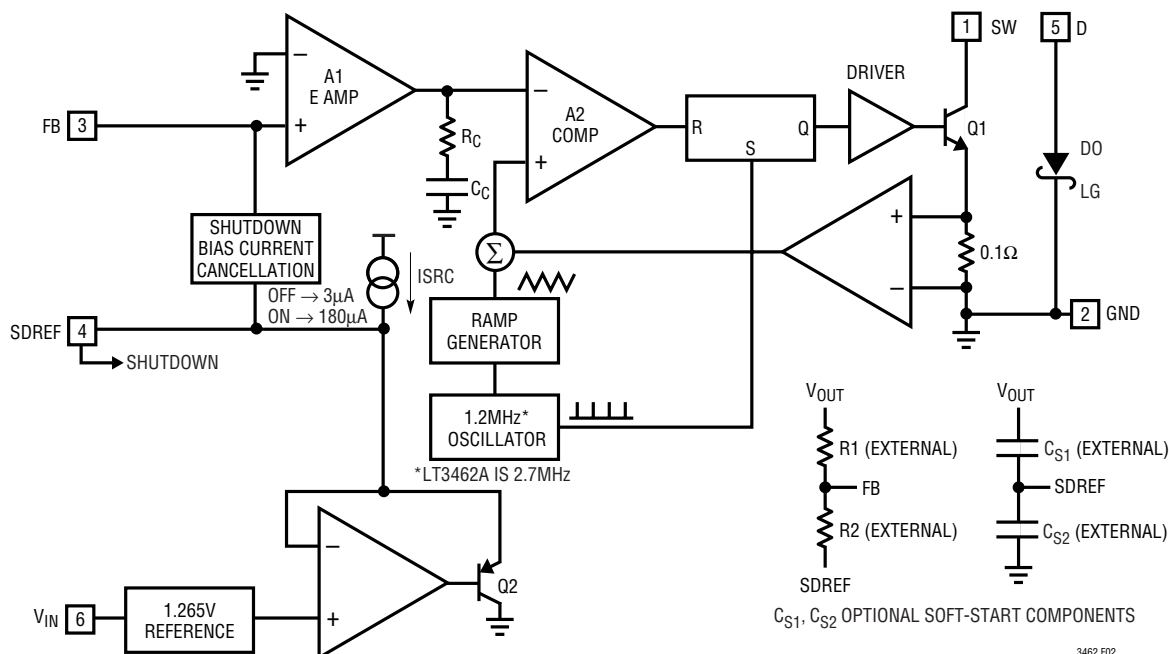 1 SW
5 D
A1
E AMP
−
+
FB 3
R_C
C_C
A2
COMP
−
+
R
Q
S
DRIVER
Q1
DO
LG
+
−
0.1Ω
2 GND
SHUTDOWN
BIAS CURRENT
CANCELLATION
ISRC
OFF → 3µA
ON → 180µA
Σ
RAMP
GENERATOR
SDREF 4
SHUTDOWN
1.2MHz*
OSCILLATOR
*LT3462A IS 2.7MHz
V_OUT
R1 (EXTERNAL)
FB
R2 (EXTERNAL)
SDREF
V_OUT
C_S1 (EXTERNAL)
SDREF
C_S2 (EXTERNAL)
−
+
Q2
V_IN 6
1.265V
REFERENCE
C_S1, C_S2 OPTIONAL SOFT-START COMPONENTS
3462 F02